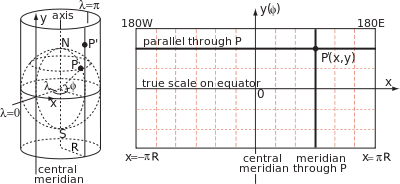 λ=π
y axis
N
P'
P
λ φ
x
λ=0
S
R
central
meridian
180W y(φ) 180E
parallel through P
P'(x,y)
true scale on equator x
0
x=-πR x=πR
central meridian
meridian through P